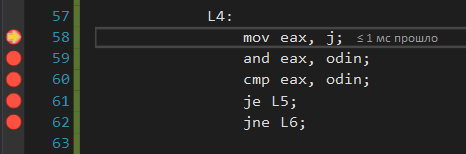 57 L4:
58 mov eax, j; ≤ 1 мс прошло
59 and eax, odin;
60 cmp eax, odin;
61 je L5;
62 jne L6;
63